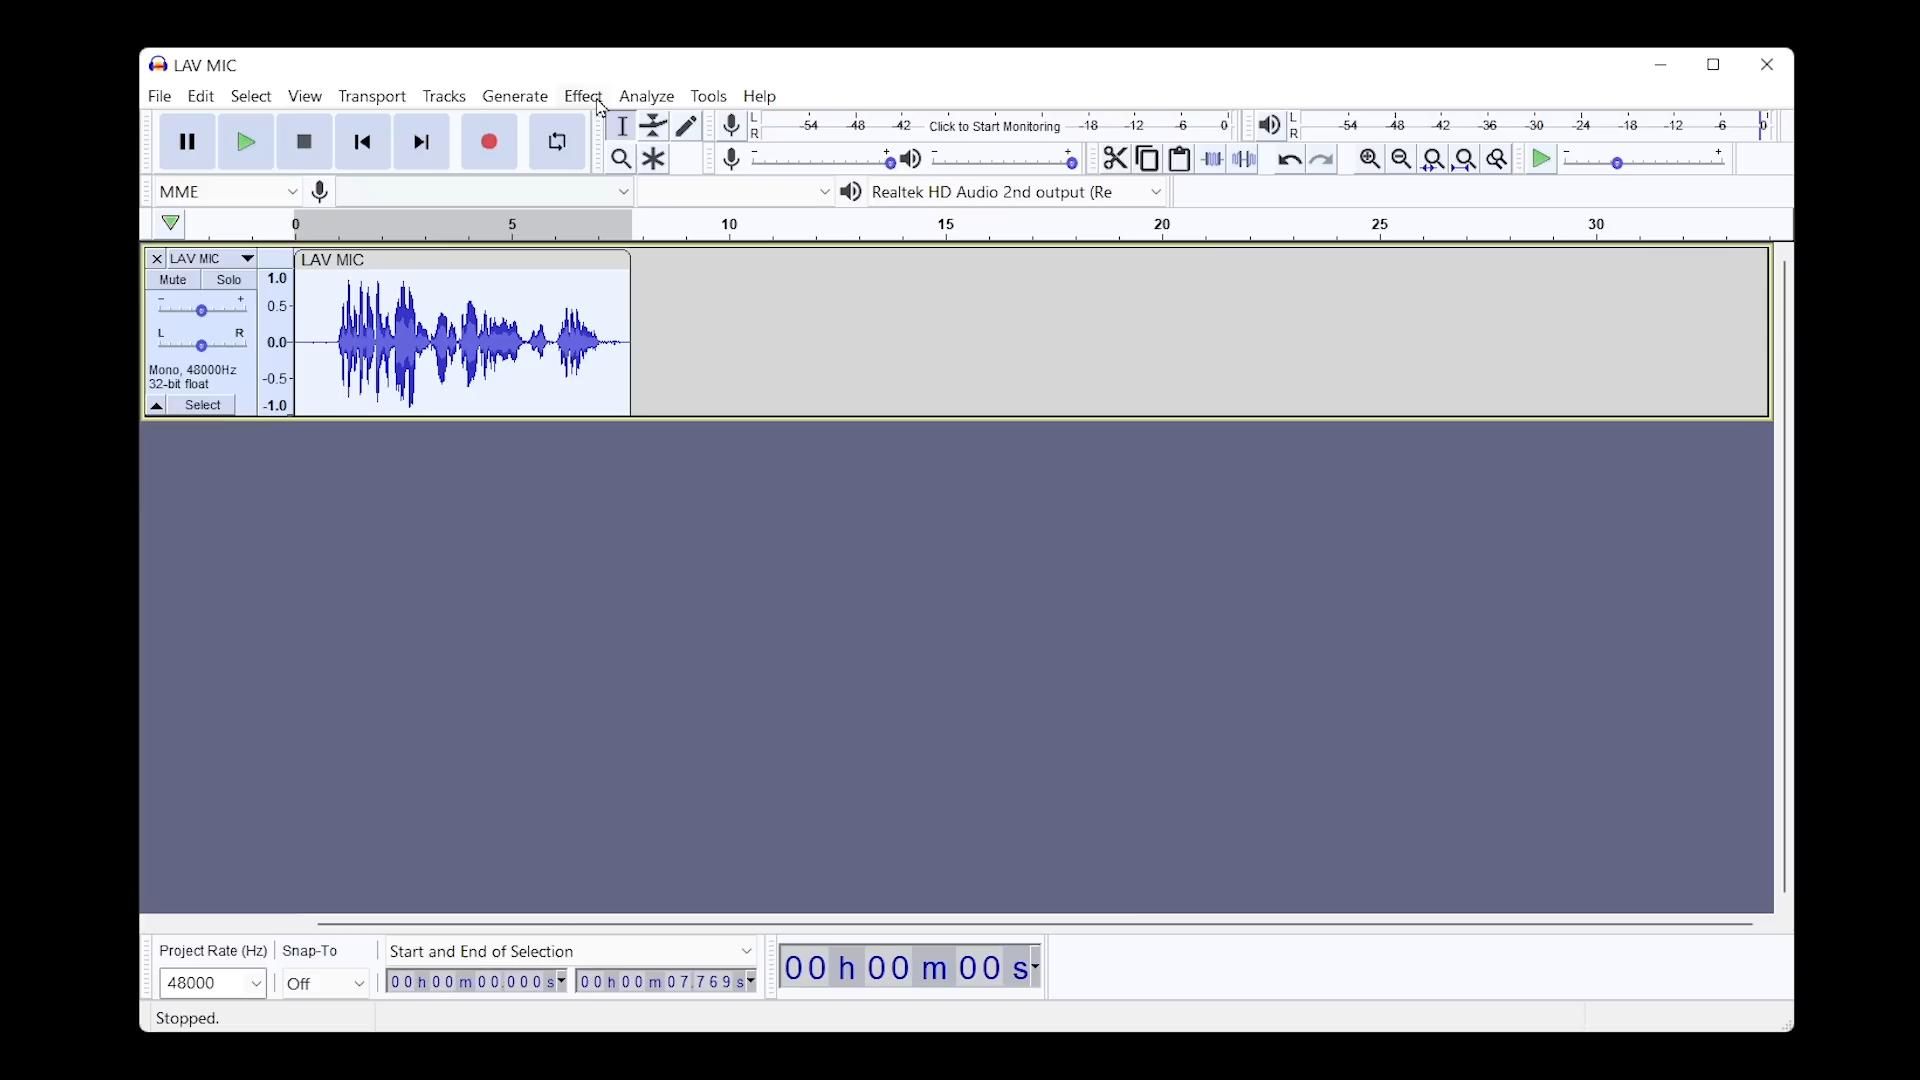 LAV MIC
File Edit Select View Transport Tracks Generate Effect Analyze Tools Help
L
R
-54 -48 -42 Click to Start Monitoring -18 -12 -6 0
L
R
-54 -48 -42 -36 -30 -24 -18 -12 -6 0
- + - + - +
MME Realtek HD Audio 2nd output (Re
0 5 10 15 20 25 30
LAV MIC
Mute Solo
- +
L R
Mono, 48000Hz
32-bit float
Select
1.0
0.5
0.0
-0.5
-1.0
LAV MIC
Project Rate (Hz) Snap-To Start and End of Selection
48000 Off 00h00m00.000s 00h00m07.769s 00h00m00s
Stopped.